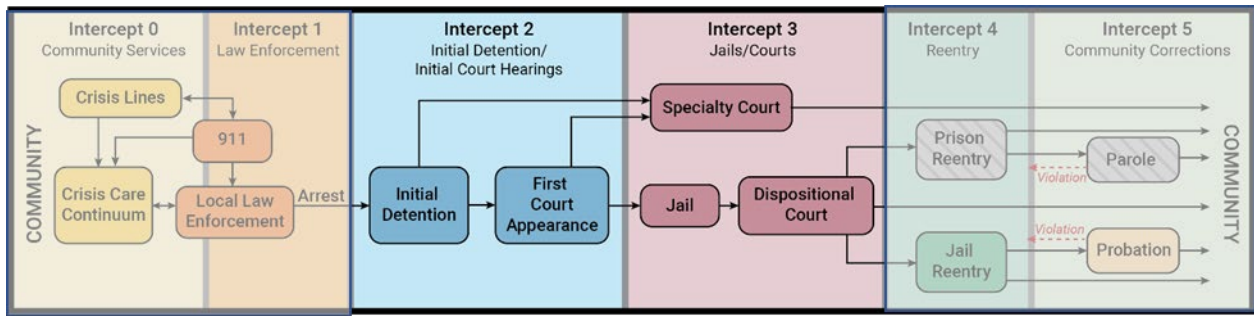 Intercept 0
Community Services
Intercept 1
Law Enforcement
Intercept 2
Initial Detention/
Initial Court Hearings
Intercept 3
Jails/Courts
Intercept 4
Reentry
Intercept 5
Community Corrections
COMMUNITY
Crisis Lines
911
Crisis Care
Continuum
Local Law
Enforcement
Arrest
Initial
Detention
First
Court
Appearance
Specialty Court
Jail
Dispositional
Court
Prison
Reentry
Parole
Violation
Jail
Reentry
Violation
Probation
COMMUNITY